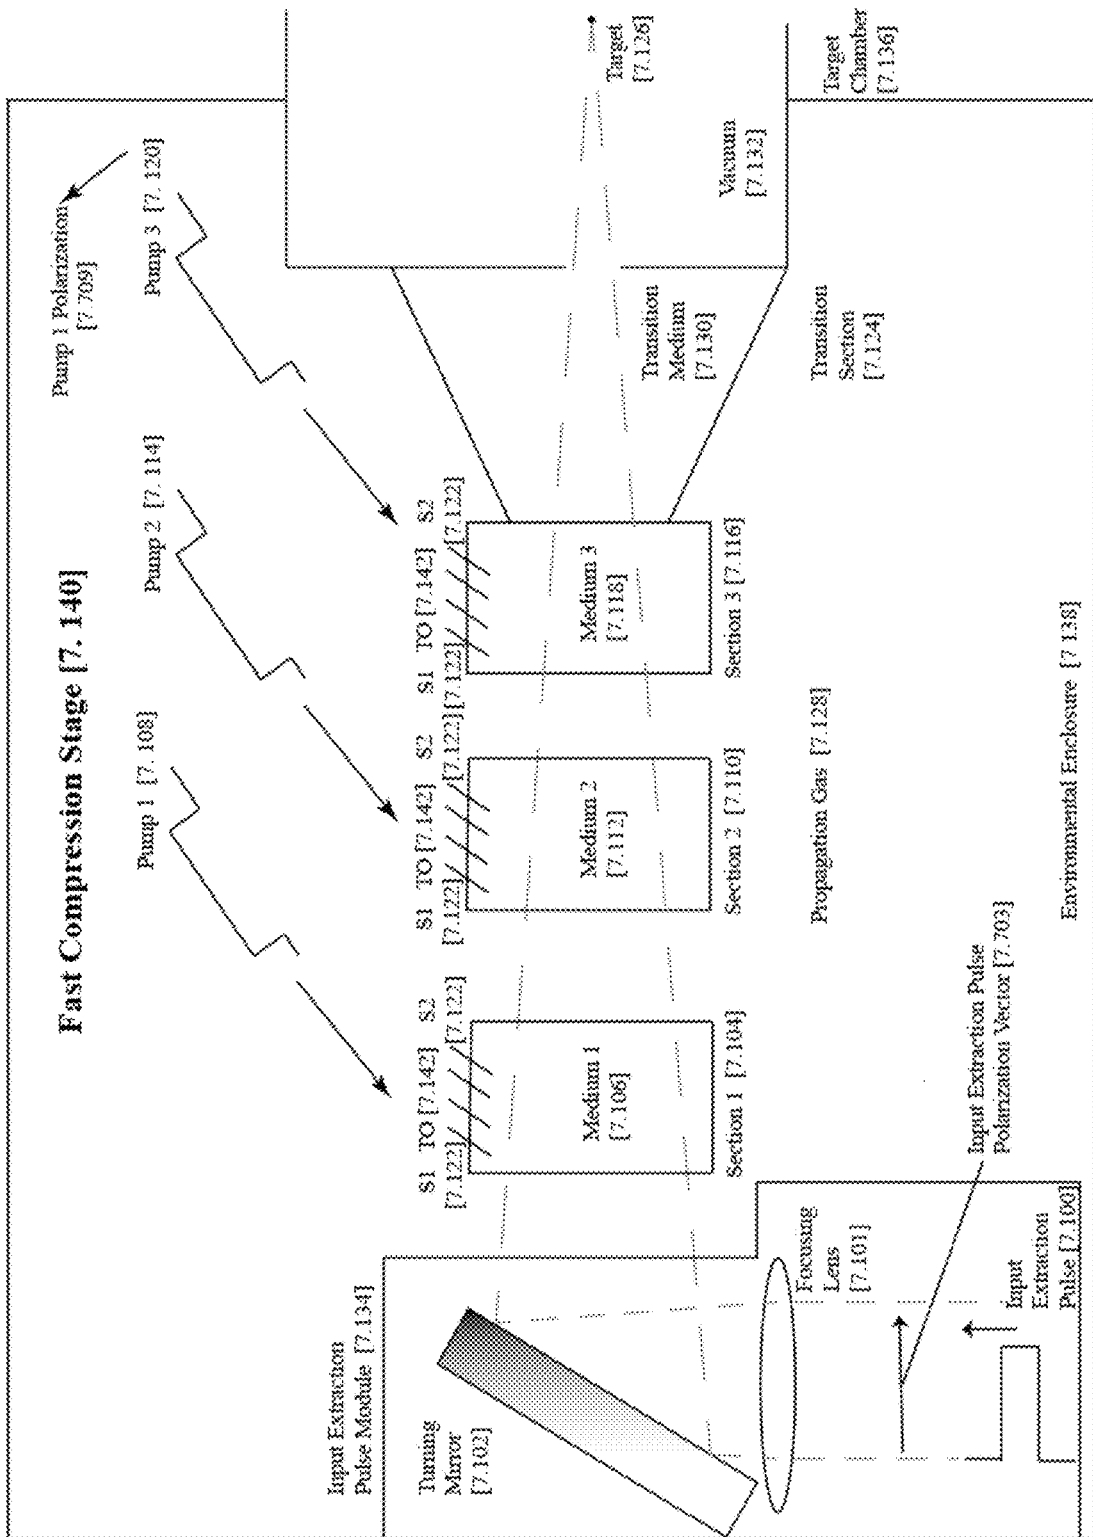 Fast Compression Stage [7. 140]
Pump 1 Polarization
[7.709]
Pump 1 [7. 108]
Pump 2 [7. 114]
Pump 3 [7. 120]
Input Extraction
Pulse Module [7.134]
Turning
Mirror
[7.102]
S1 TO [7.142] S2
[7.122]
[7.122]
S1 TO [7.142] S2
[7.122]
[7.122]
S1 TO [7.142] S2
[7.122]
[7.122]
Medium 1
[7.106]
Medium 2
[7.112]
Medium 3
[7.118]
Section 1 [7.104]
Section 2 [7.110]
Section 3 [7.116]
Target
[7.126]
Transition
Medium
[7.130]
Vacuum
[7.132]
Focusing
Lens
[7.101]
Propagation Gas [7.128]
Transition
Section
[7.124]
Target
Chamber
[7.136]
Input Extraction Pulse
Polarization Vector [7.703]
Input
Extraction
Pulse [7.100]
Environmental Enclosure [7 138]